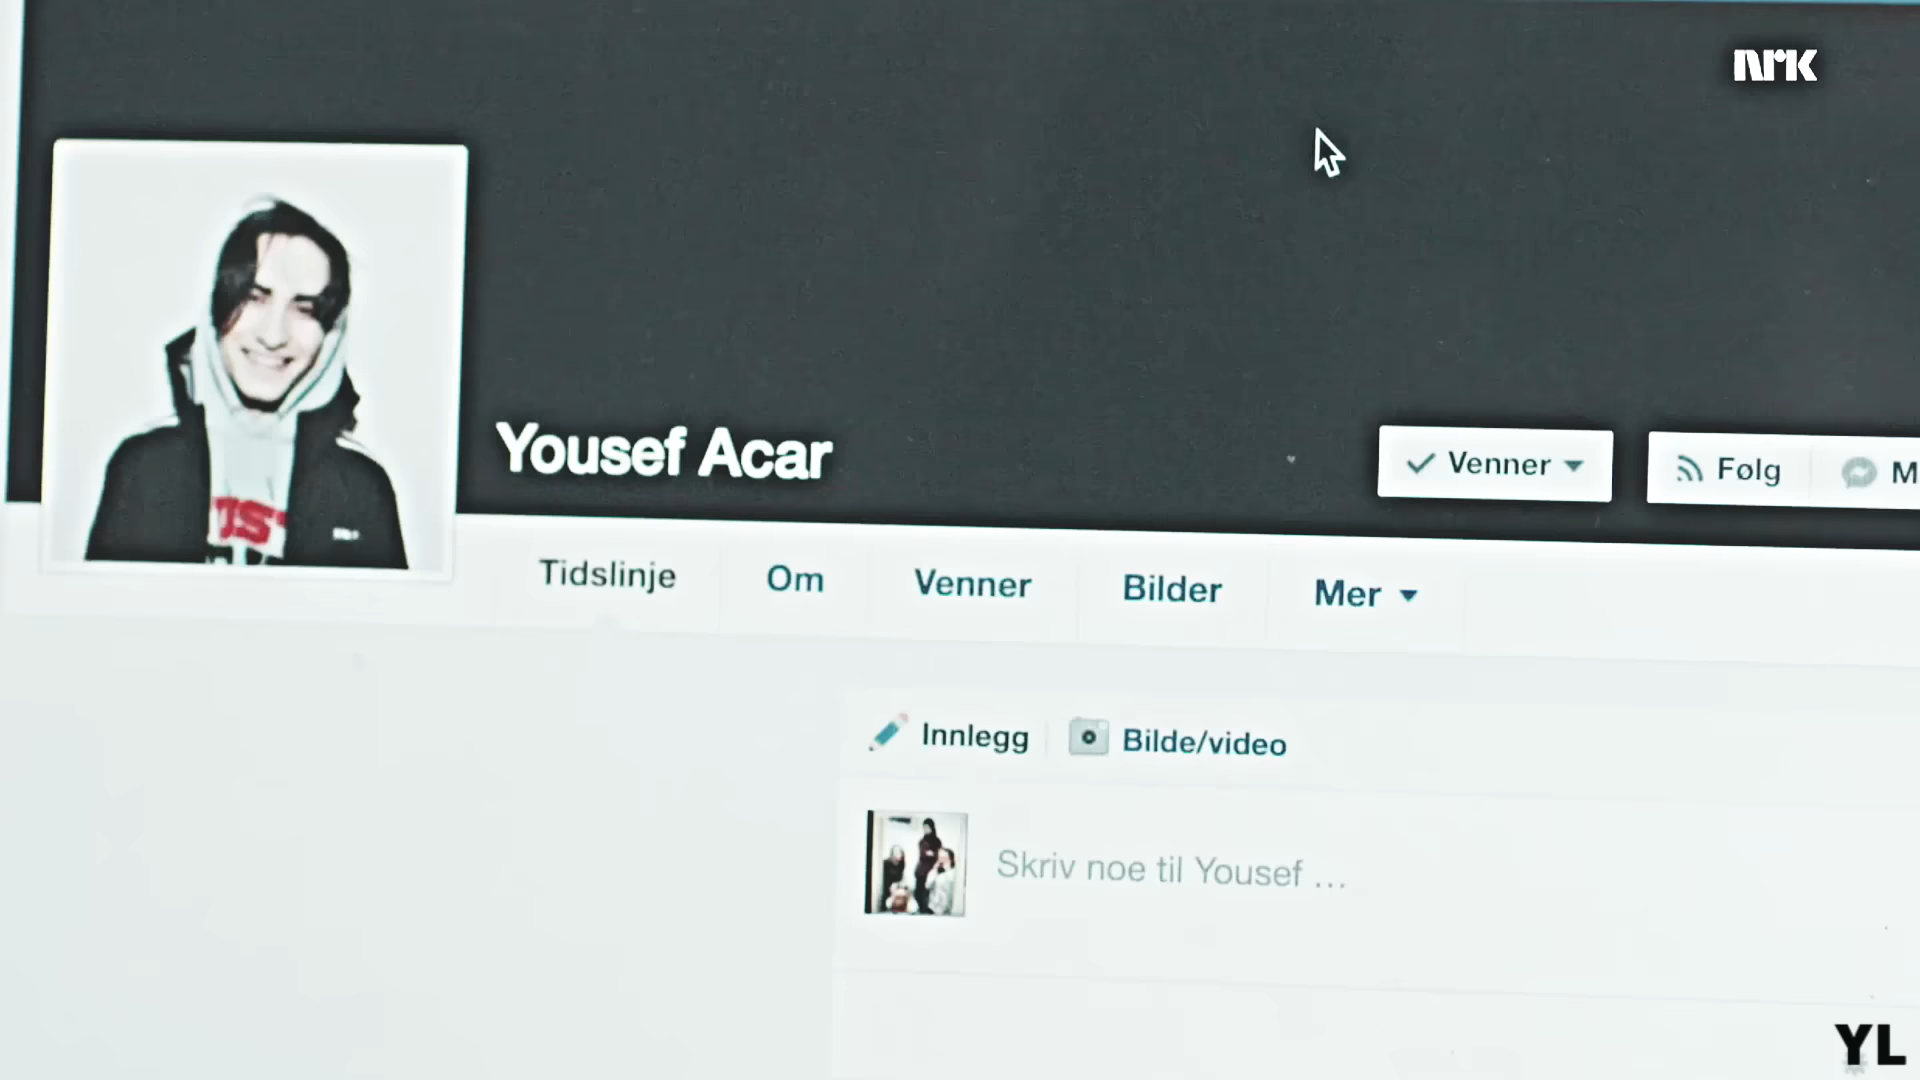 nrk
Yousef Acar
Venner
Følg
M
Tidslinje
Om
Venner
Bilder
Mer
Innlegg
Bilde/video
Skriv noe til Yousef ...
YL